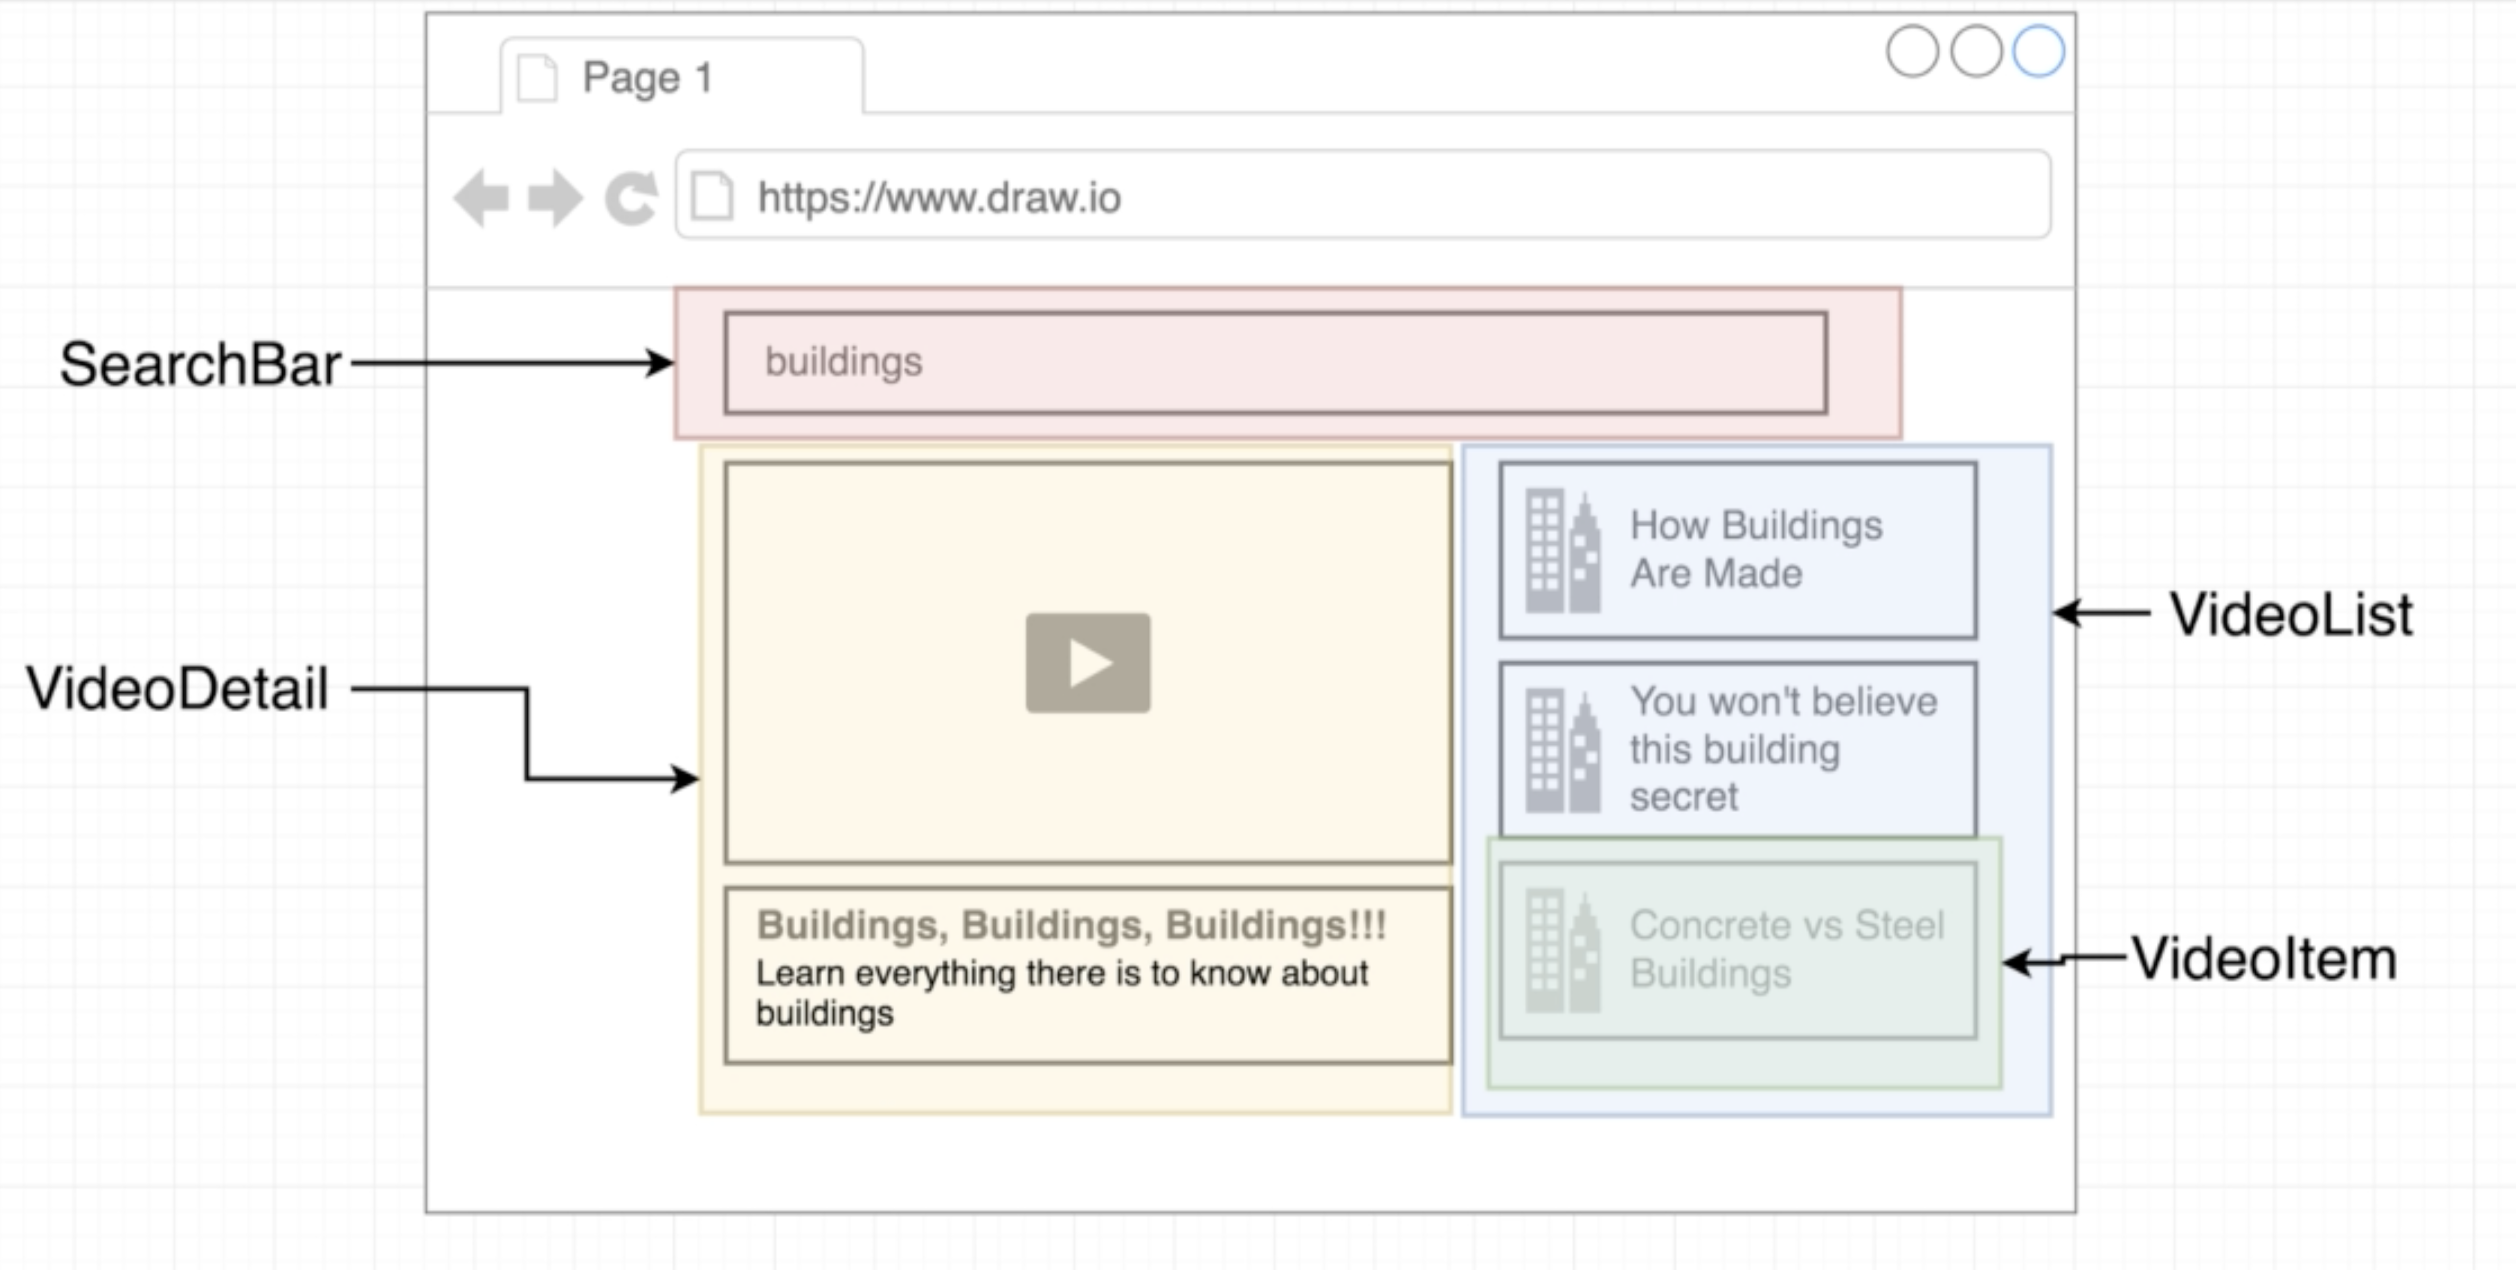 Page 1
https://www.draw.io
SearchBar
buildings
VideoDetail
Buildings, Buildings, Buildings!!!
Learn everything there is to know about
buildings
How Buildings
Are Made
You won't believe
this building
secret
Concrete vs Steel
Buildings
VideoList
VideoItem